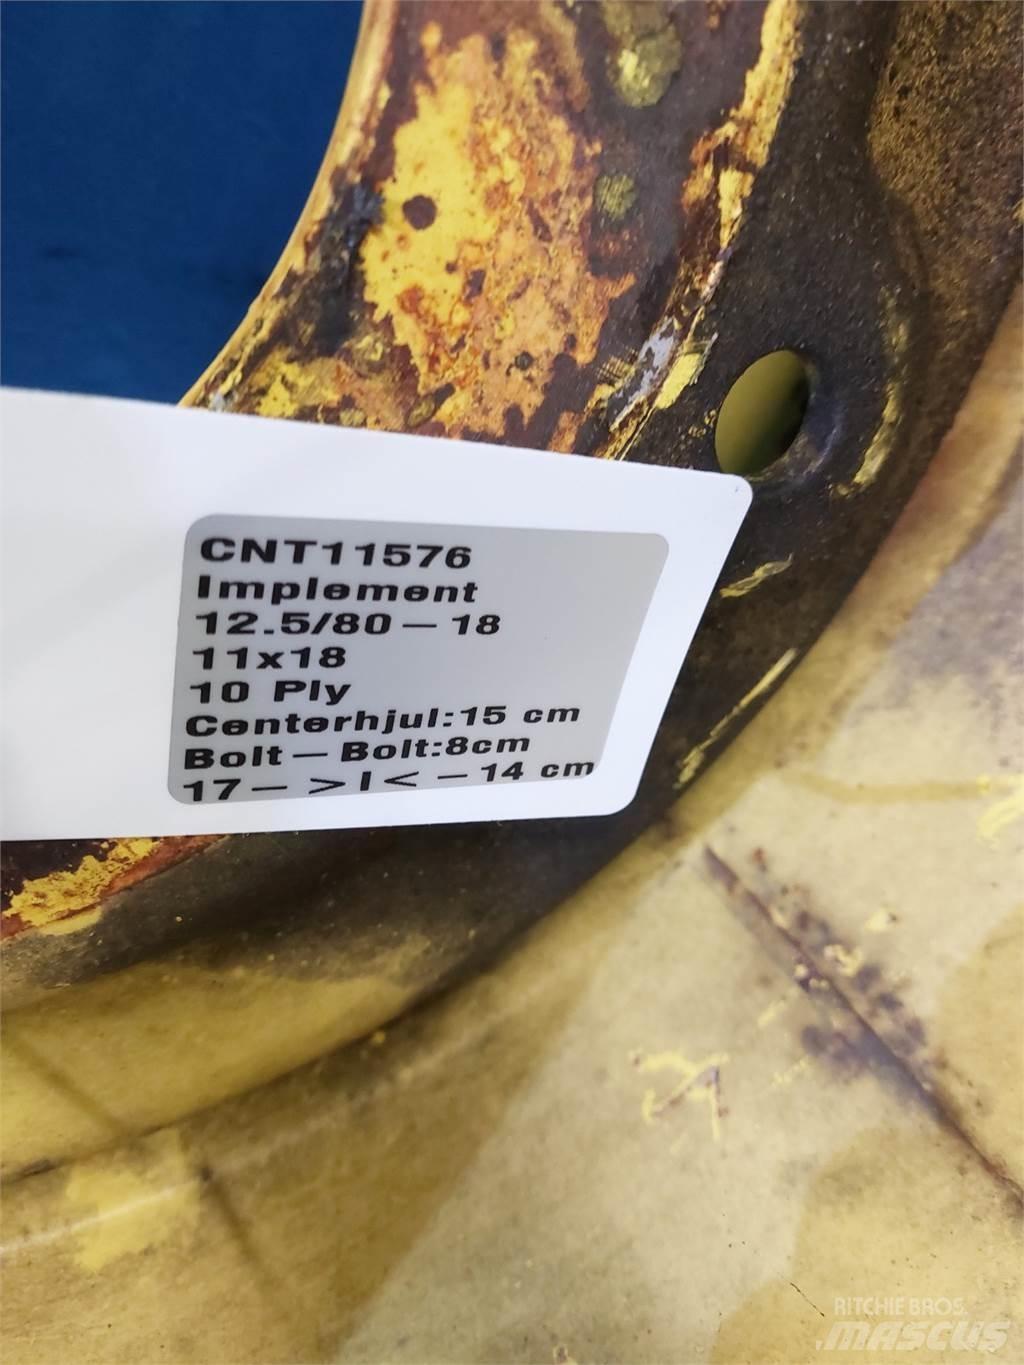 CNT11576
Implement
12.5/80-18
11x18
10 Ply
Centerhjul:15 cm
Bolt-Bolt:8cm
17- >I< -14 cm
RITCHIE BROS.
MASCUS